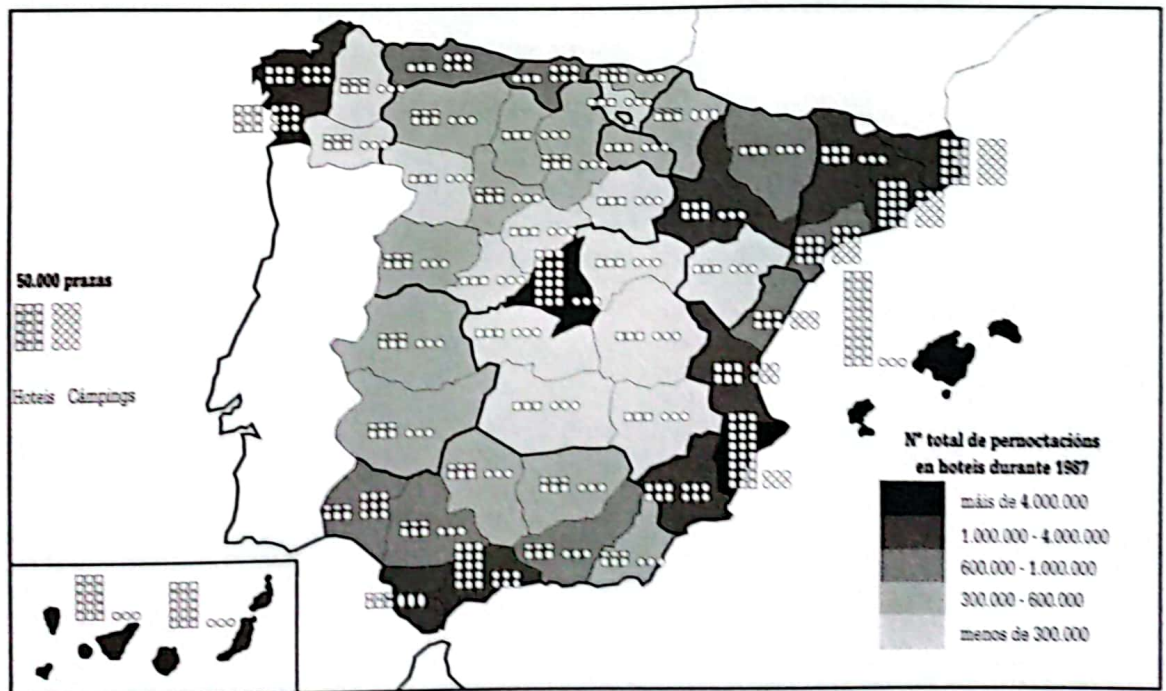 50.000 prazas
Hoteis Cámpings
Nº total de pernoctacións
en hoteis durante 1987
máis de 4.000.000
1.000.000 - 4.000.000
600.000 - 1.000.000
300.000 - 600.000
menos de 300.000